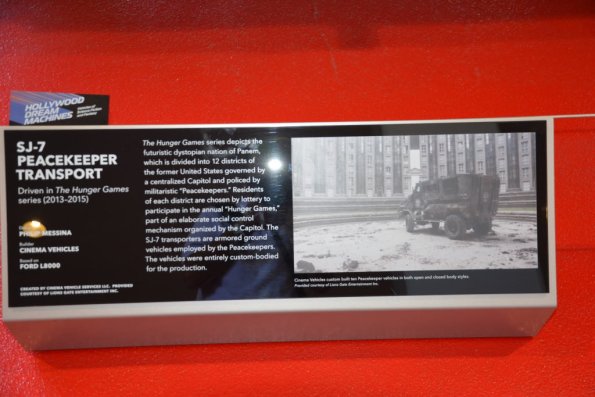 HOLLYWOOD
DREAM
MACHINES
Vehicles of
Science Fiction
and Fantasy
SJ-7
PEACEKEEPER
TRANSPORT
Driven in The Hunger Games
series (2013-2015)
PHILIP MESSINA
Builder
CINEMA VEHICLES
Based on
FORD L8000
CREATED BY CINEMA VEHICLE SERVICES LLC. PROVIDED
COURTESY OF LIONS GATE ENTERTAINMENT INC.
The Hunger Games series depicts the
futuristic dystopian nation of Panem,
which is divided into 12 districts of
the former United States governed by
a centralized Capitol and policed by
militaristic "Peacekeepers." Residents
of each district are chosen by lottery to
participate in the annual "Hunger Games,"
part of an elaborate social control
mechanism organized by the Capitol. The
SJ-7 transporters are armored ground
vehicles employed by the Peacekeepers.
The vehicles were entirely custom-bodied
for the production.
Cinema Vehicles custom built ten Peacekeeper vehicles in both open and closed body styles.
Provided courtesy of Lions Gate Entertainment Inc.